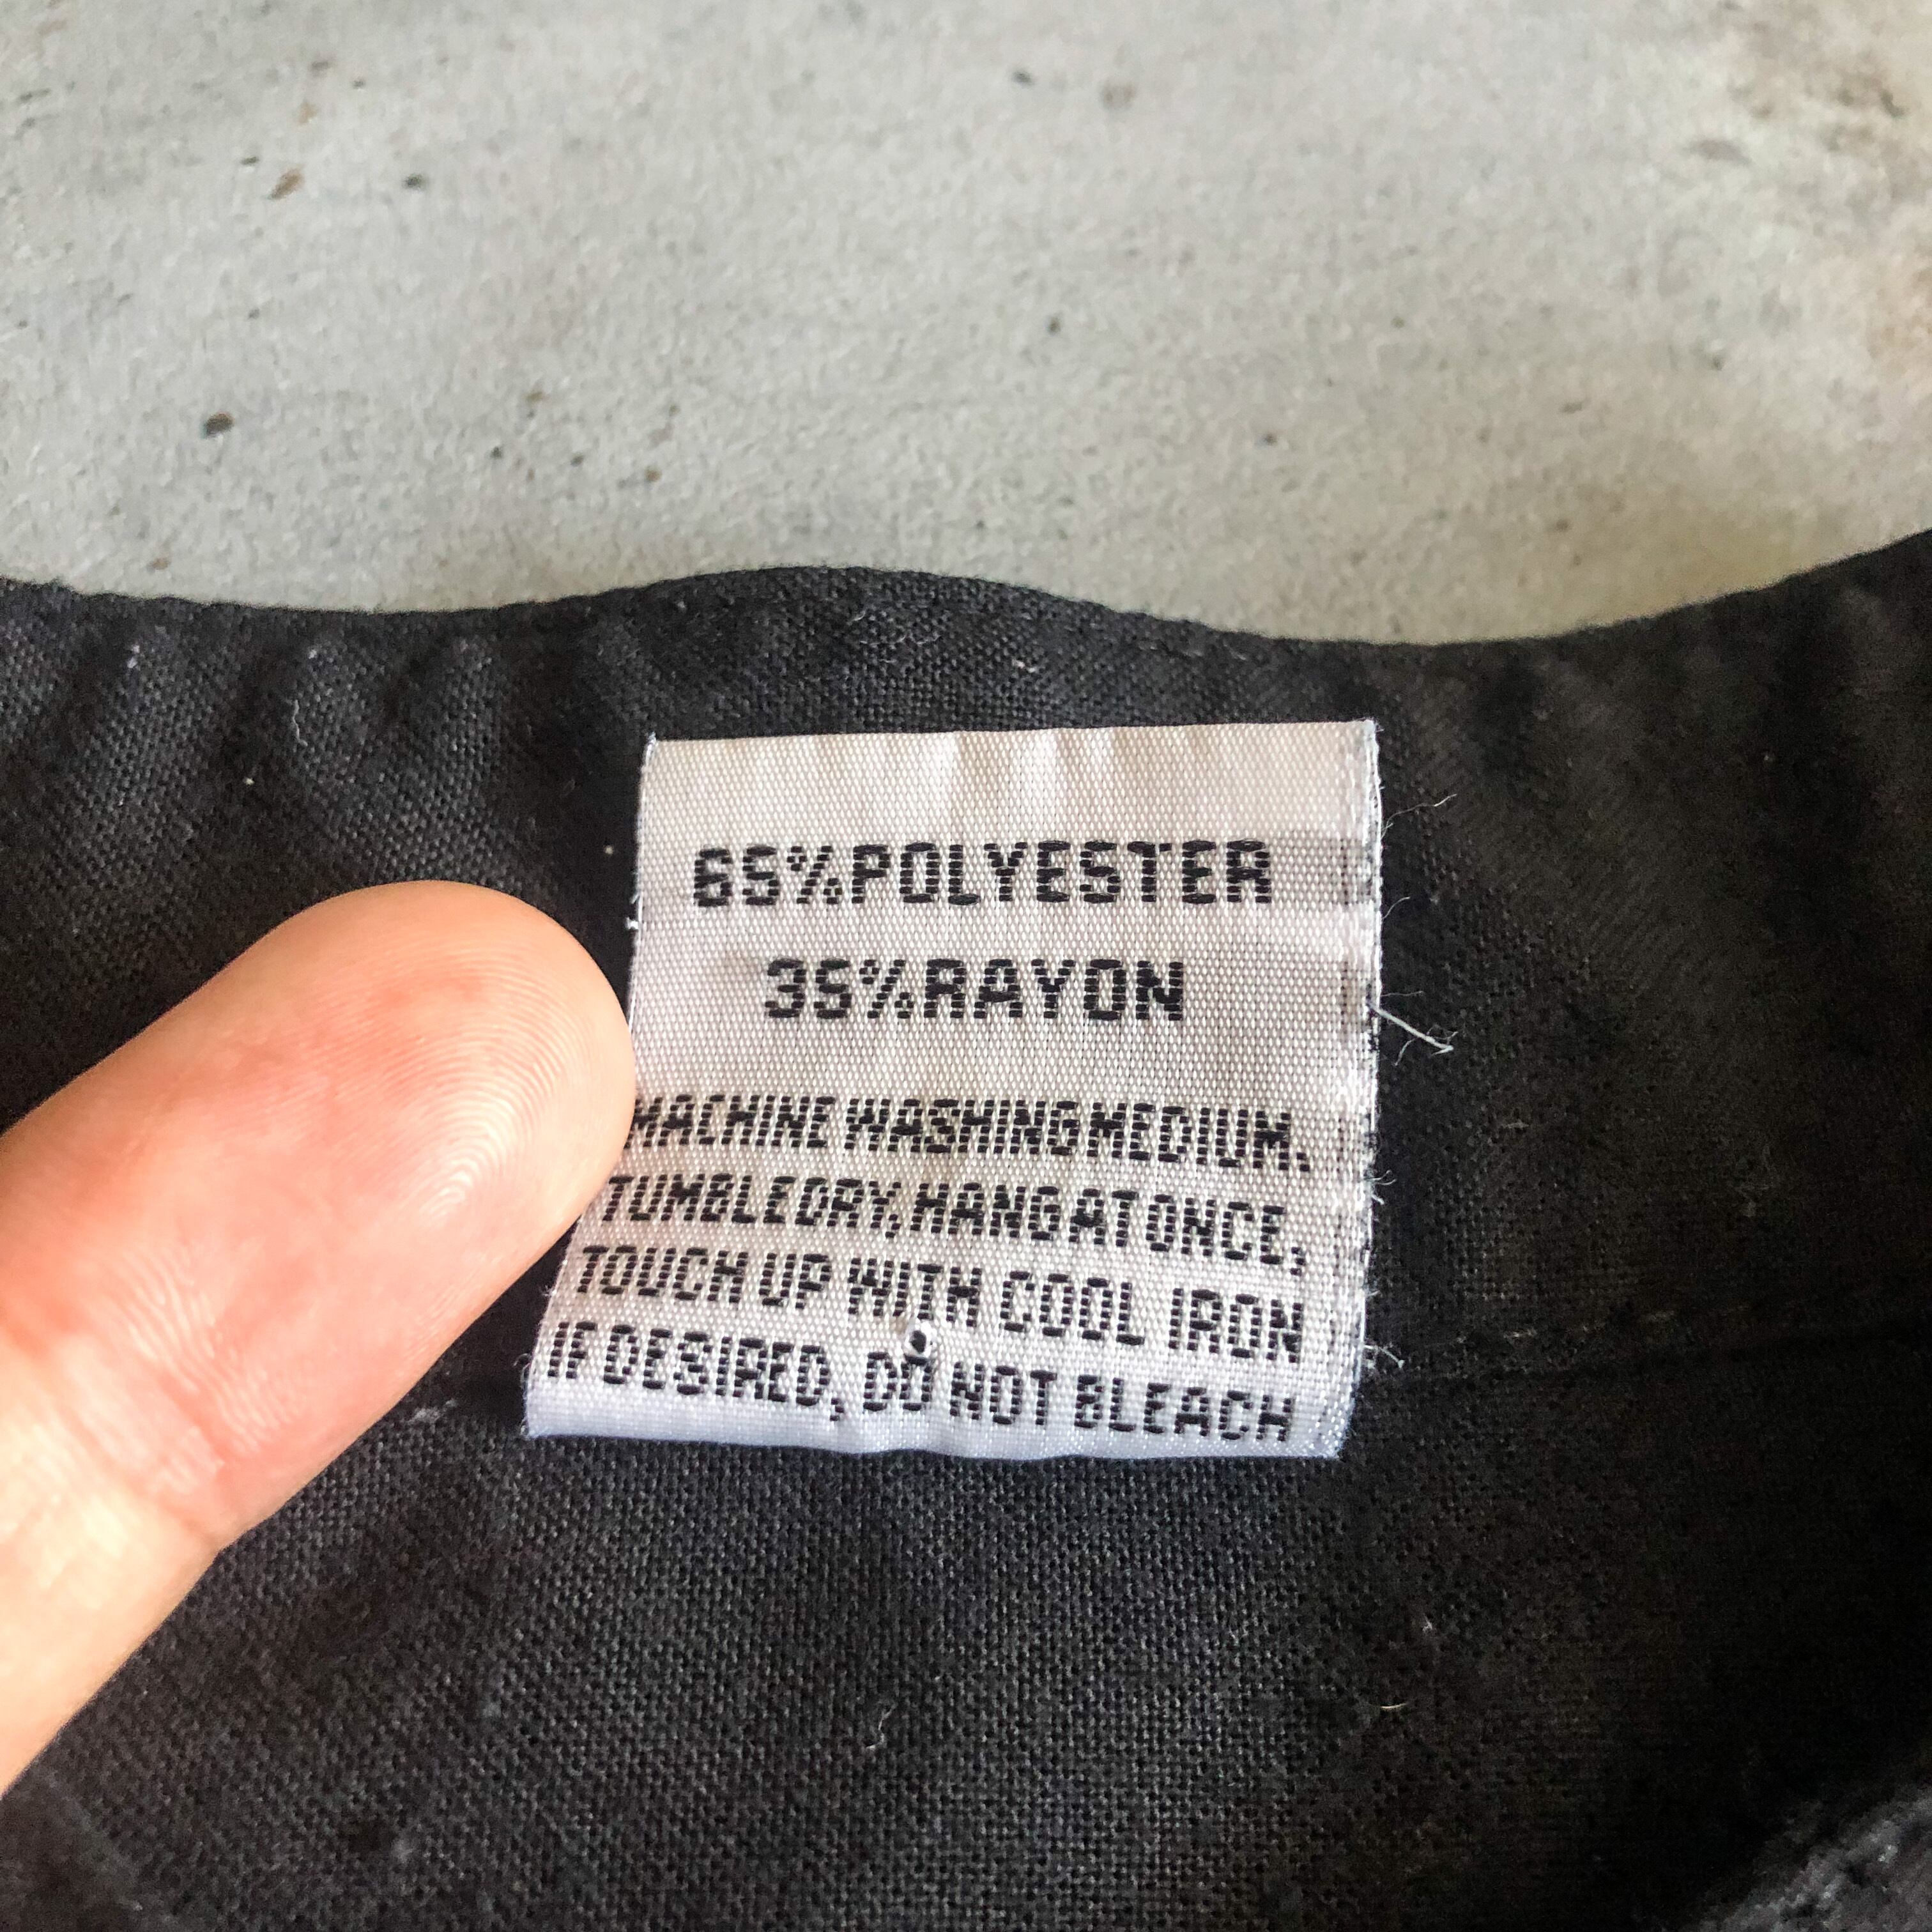 65%POLYESTER
35%RAYON
MACHINE WASHING MEDIUM.
TUMBLE DRY, HANG AT ONCE,
TOUCH UP WITH COOL IRON
IF DESIRED, DO NOT BLEACH